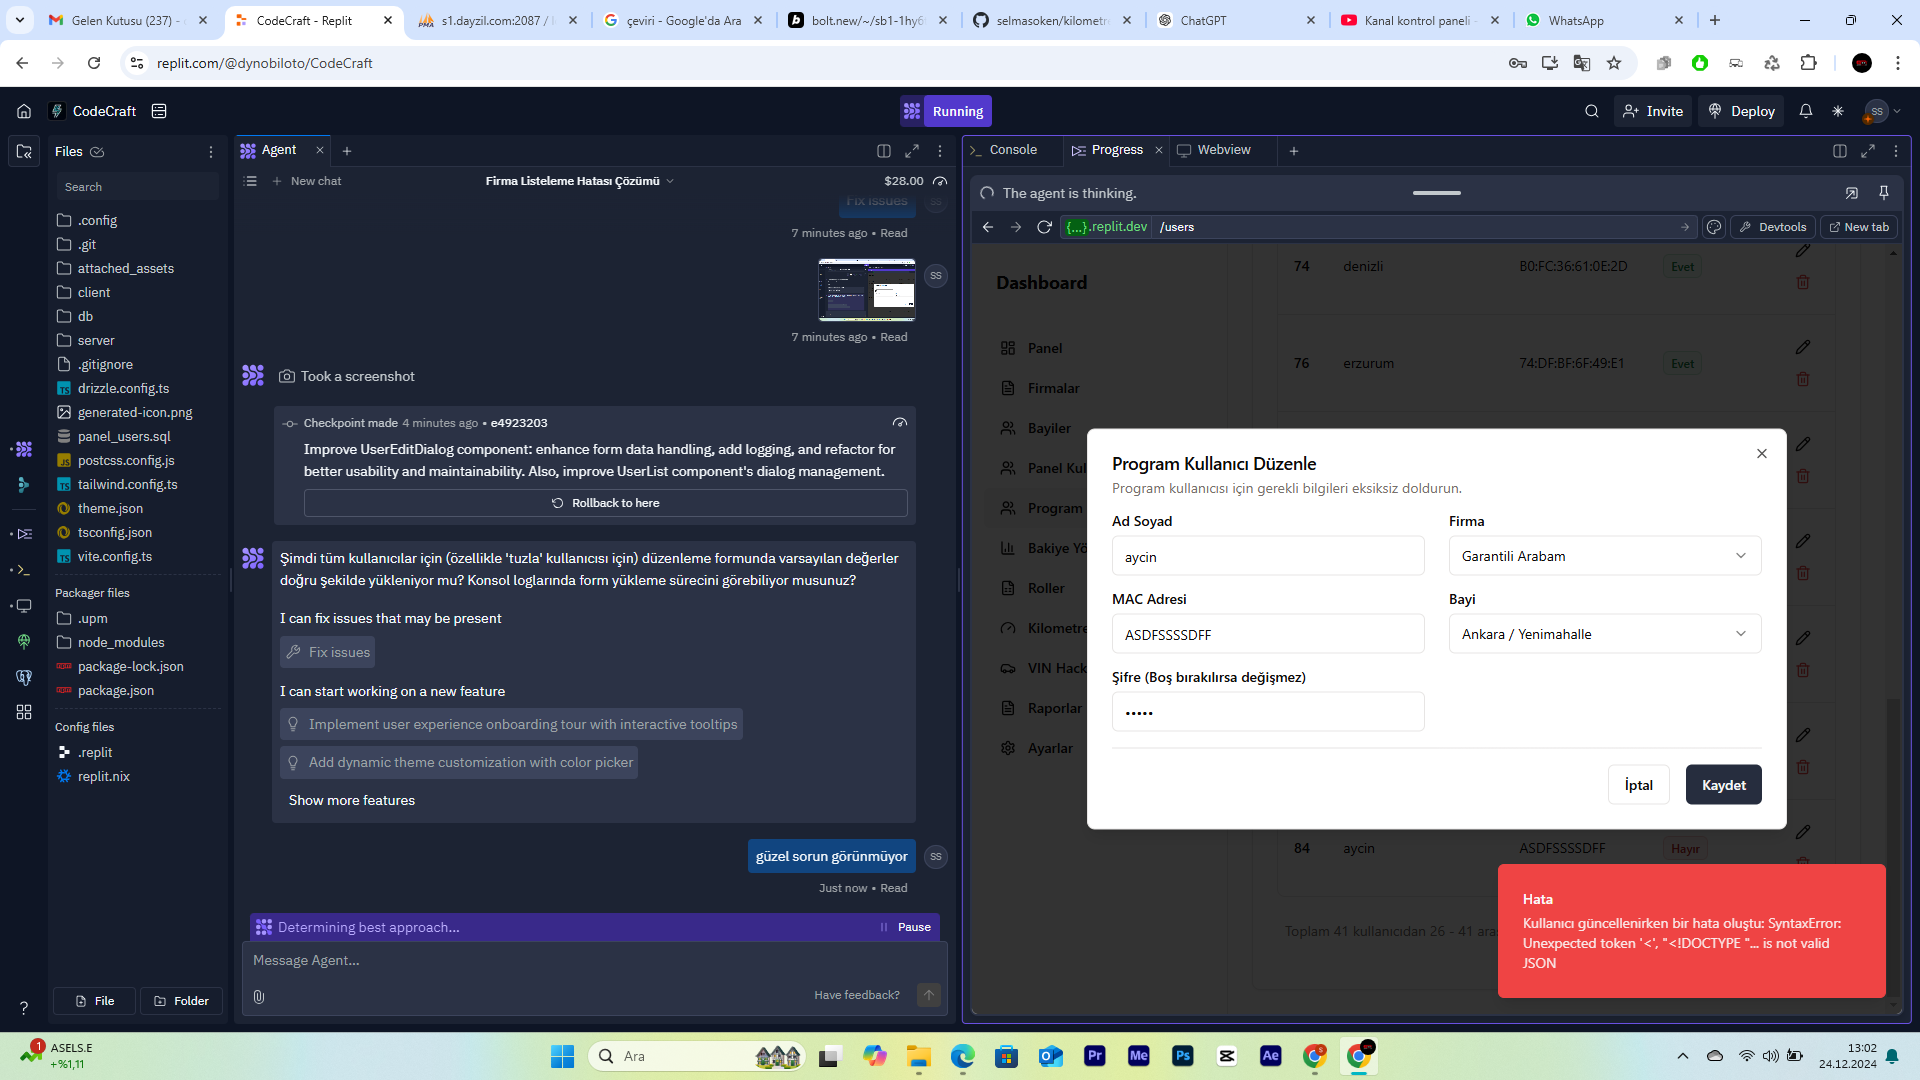 Gelen Kutusu (237) -
CodeCraft - Replit
s1.dayzil.com:2087 /
çeviri - Google'da Ara
bolt.new/~/sb1-1hy6
selmasoken/kilometre
ChatGPT
Kanal kontrol paneli -
WhatsApp
replit.com/@dynobiloto/CodeCraft
CodeCraft
Running
Invite
Deploy
SS
Files
Search
.config
.git
attached_assets
client
db
server
.gitignore
drizzle.config.ts
generated-icon.png
panel_users.sql
postcss.config.js
tailwind.config.ts
theme.json
tsconfig.json
vite.config.ts
Packager files
.upm
node_modules
package-lock.json
package.json
Config files
.replit
replit.nix
File
Folder
Agent
New chat
Firma Listeleme Hatası Çözümü
$28.00
Fix issues
SS
7 minutes ago • Read
SS
7 minutes ago • Read
Took a screenshot
Checkpoint made 4 minutes ago • e4923203
Improve UserEditDialog component: enhance form data handling, add logging, and refactor for
better usability and maintainability. Also, improve UserList component's dialog management.
Rollback to here
Şimdi tüm kullanıcılar için (özellikle 'tuzla' kullanıcısı için) düzenleme formunda varsayılan değerler
doğru şekilde yükleniyor mu? Konsol loglarında form yükleme sürecini görebiliyor musunuz?
I can fix issues that may be present
Fix issues
I can start working on a new feature
Implement user experience onboarding tour with interactive tooltips
Add dynamic theme customization with color picker
Show more features
güzel sorun görünmüyor
SS
Just now • Read
Determining best approach...
Pause
Message Agent...
Have feedback?
Console
Progress
Webview
The agent is thinking.
{...}.replit.dev
/users
Devtools
New tab
Dashboard
Panel
Firmalar
Bayiler
Panel Kul
Program
Bakiye Yö
Roller
Kilometre
VIN Hack
Raporlar
Ayarlar
74 denizli B0:FC:36:61:0E:2D Evet
76 erzurum 74:DF:BF:6F:49:E1 Evet
Program Kullanıcı Düzenle
Program kullanıcısı için gerekli bilgileri eksiksiz doldurun.
Ad Soyad
aycin
Firma
Garantili Arabam
MAC Adresi
ASDFSSSSDFF
Bayi
Ankara / Yenimahalle
Şifre (Boş bırakılırsa değişmez)
•••••
İptal
Kaydet
84 aycin ASDFSSSSDFF Hayır
Toplam 41 kullanıcıdan 26 - 41 ara
Hata
Kullanıcı güncellenirken bir hata oluştu: SyntaxError:
Unexpected token '<', "<!DOCTYPE "... is not valid
JSON
1
ASELS.E
+%1,11
Ara
Pr
Me
Ps
Ae
13:02
24.12.2024